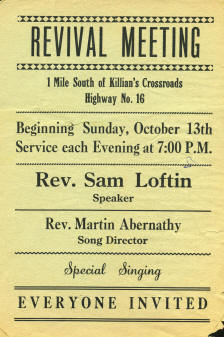 REVIVAL MEETING
1 Mile South of Killian's Crossroads
Highway No. 16
Beginning Sunday, October 13th
Service each Evening at 7:00 P.M.
Rev. Sam Loftin
Speaker
Rev. Martin Abernathy
Song Director
Special Singing
EVERYONE INVITED